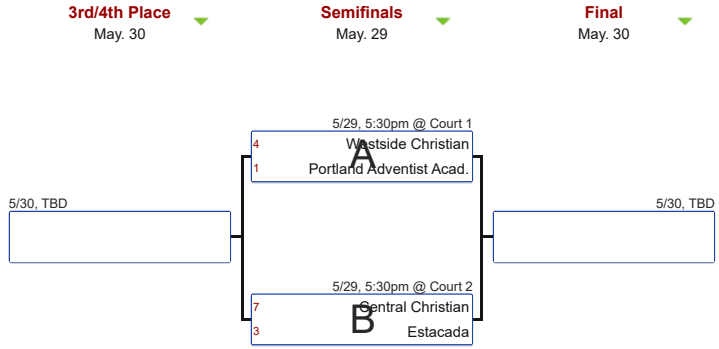 3rd/4th Place
May. 30
Semifinals
May. 29
Final
May. 30
5/29, 5:30pm @ Court 1
4 Westside Christian
A
1 Portland Adventist Acad.
5/30, TBD
5/30, TBD
5/29, 5:30pm @ Court 2
7 Central Christian
B
3 Estacada